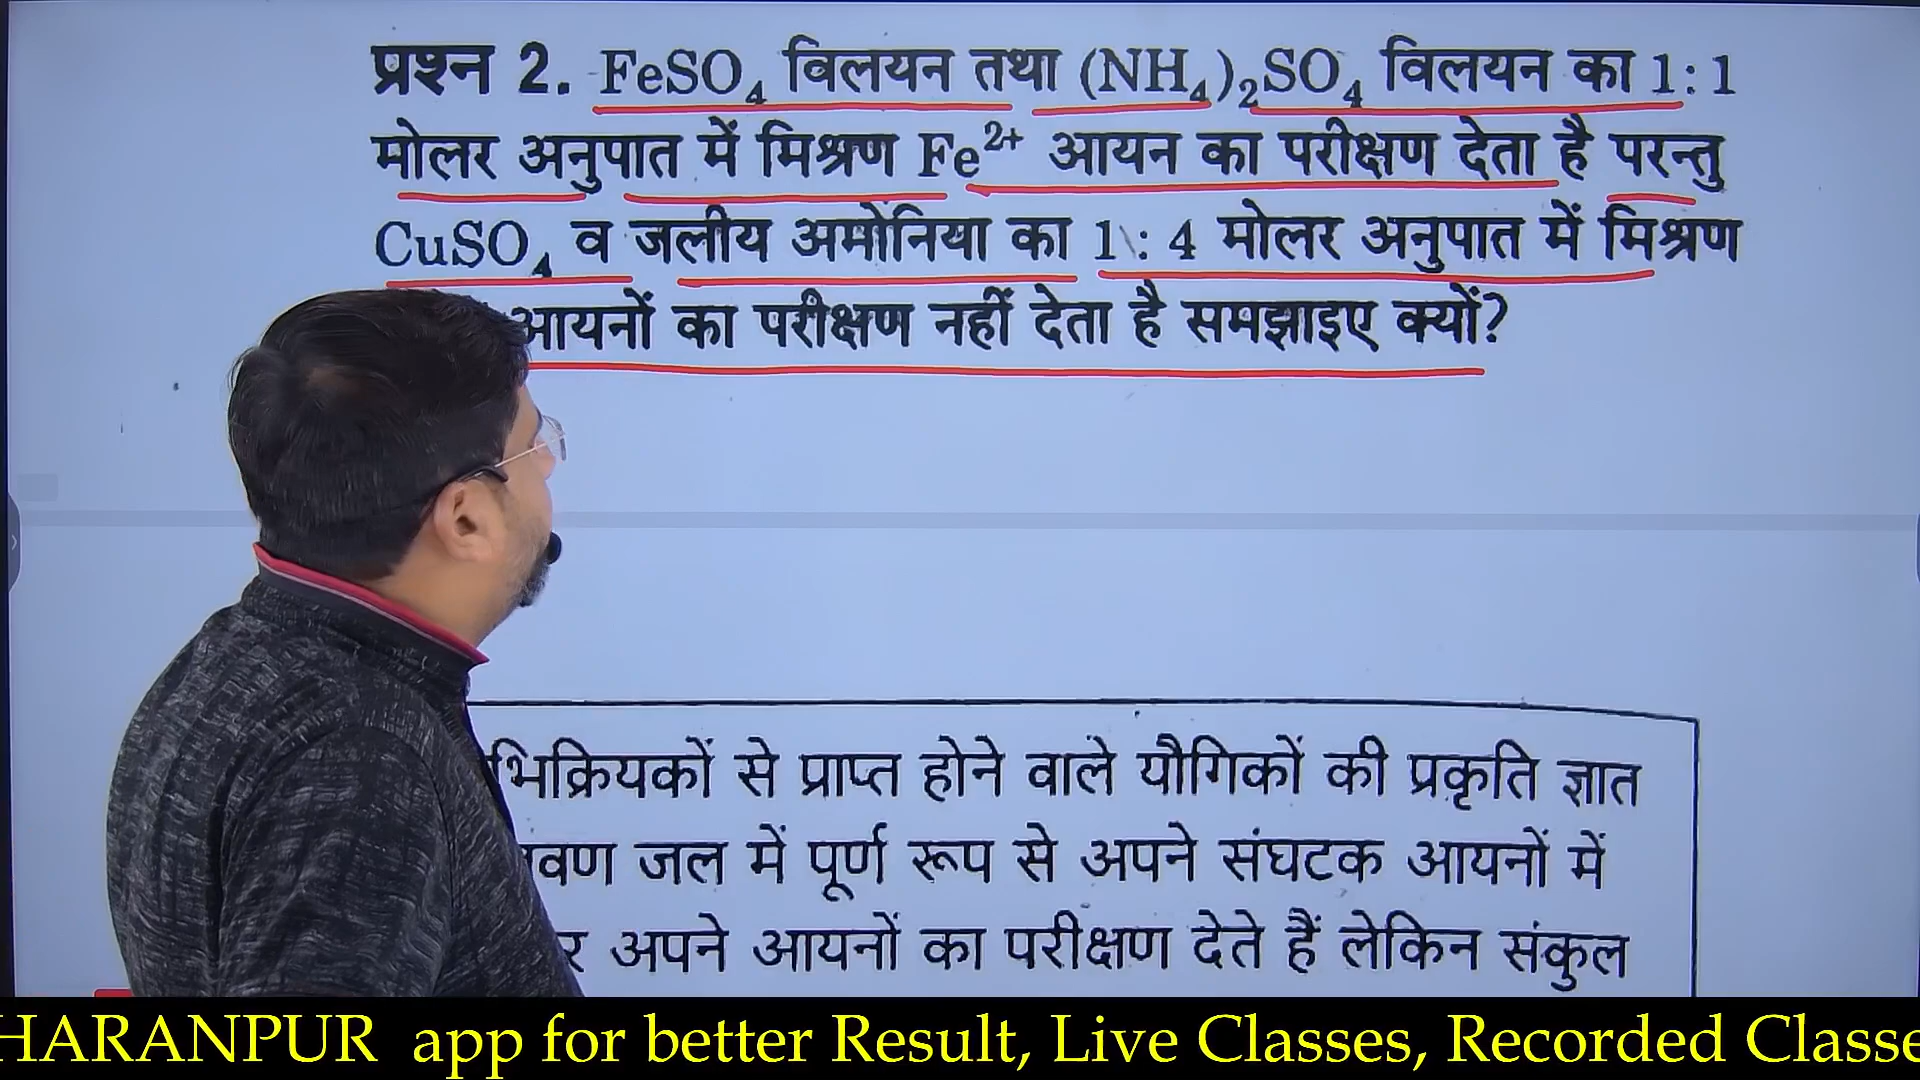 प्रश्न 2. FeSO₄ विलयन तथा (NH₄)₂SO₄ विलयन का 1:1
मोलर अनुपात में मिश्रण Fe²⁺ आयन का परीक्षण देता है परन्तु
CuSO₄ व जलीय अमोनिया का 1 : 4 मोलर अनुपात में मिश्रण
आयनों का परीक्षण नहीं देता है समझाइए क्यों?
भिक्रियकों से प्राप्त होने वाले यौगिकों की प्रकृति ज्ञात
वण जल में पूर्ण रूप से अपने संघटक आयनों में
र अपने आयनों का परीक्षण देते हैं लेकिन संकुल
HARANPUR app for better Result, Live Classes, Recorded Classe